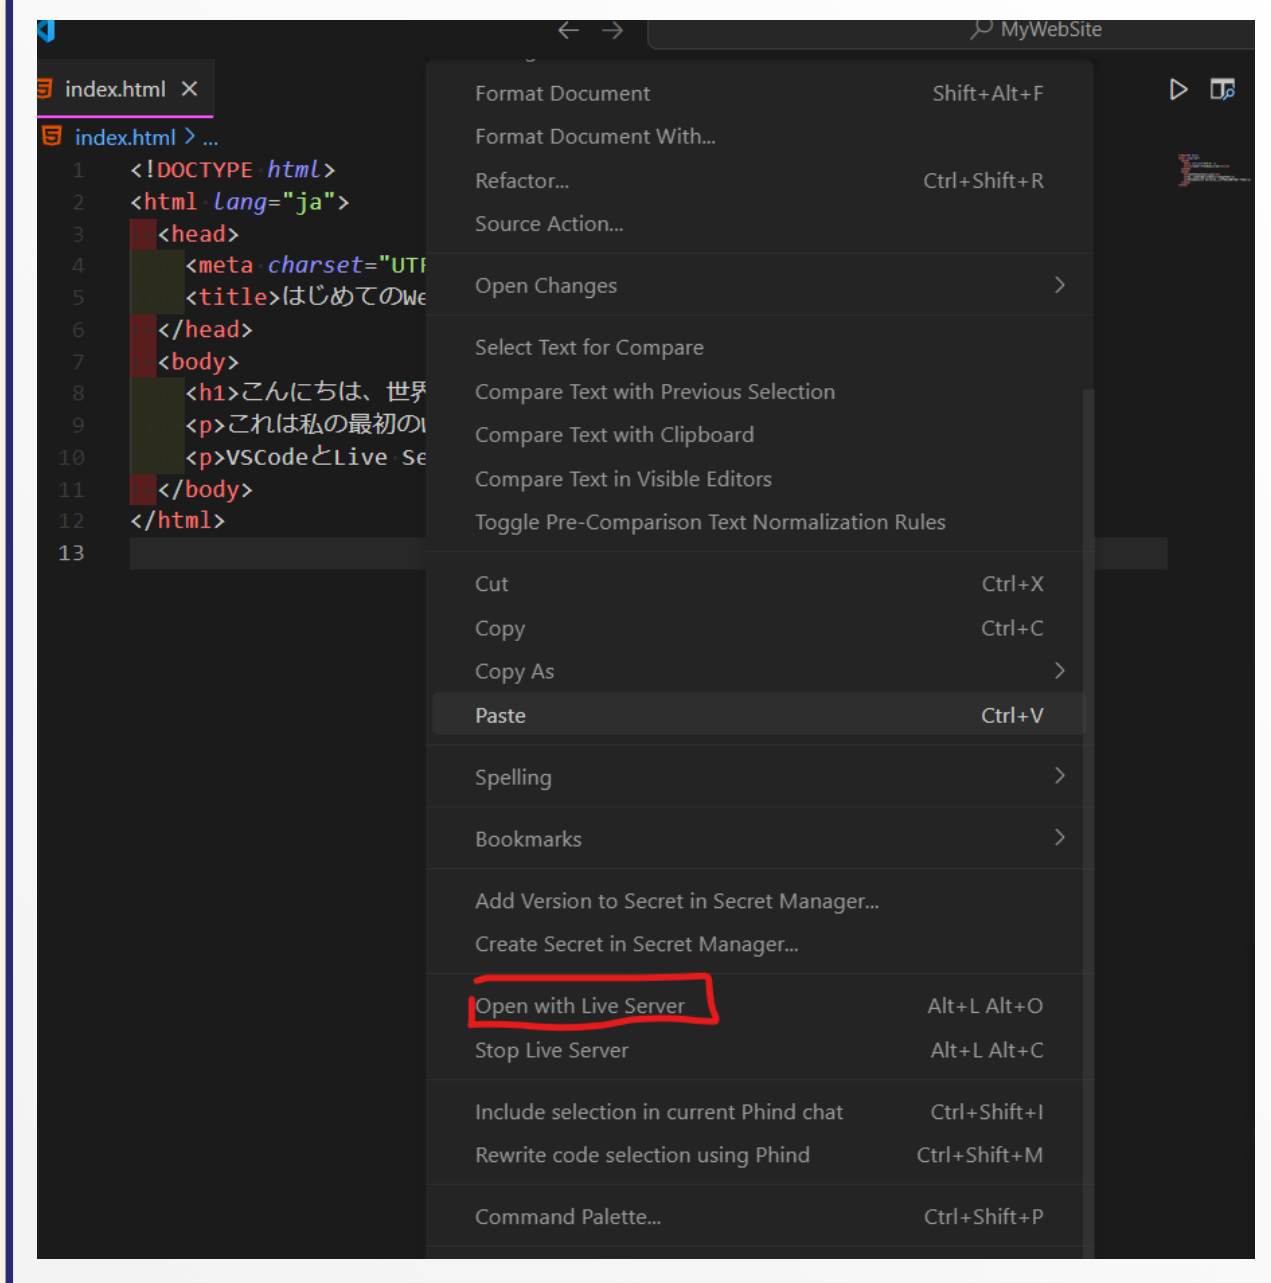 MyWebSite
index.html
index.html > ...
1 <!DOCTYPE html>
2 <html lang="ja">
3 <head>
4 <meta charset="UTF
5 <title>はじめてのWe
6 </head>
7 <body>
8 <h1>こんにちは、世界
9 <p>これは私の最初の
10 <p>VSCodeとLive Se
11 </body>
12 </html>
13
Format Document Shift+Alt+F
Format Document With...
Refactor... Ctrl+Shift+R
Source Action...
Open Changes
Select Text for Compare
Compare Text with Previous Selection
Compare Text with Clipboard
Compare Text in Visible Editors
Toggle Pre-Comparison Text Normalization Rules
Cut Ctrl+X
Copy Ctrl+C
Copy As
Paste Ctrl+V
Spelling
Bookmarks
Add Version to Secret in Secret Manager...
Create Secret in Secret Manager...
Open with Live Server Alt+L Alt+O
Stop Live Server Alt+L Alt+C
Include selection in current Phind chat Ctrl+Shift+I
Rewrite code selection using Phind Ctrl+Shift+M
Command Palette... Ctrl+Shift+P